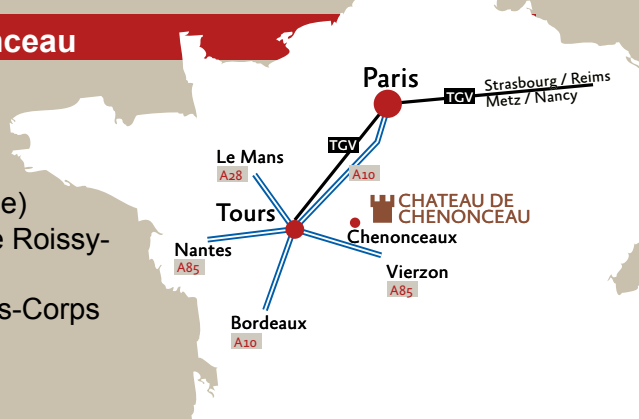 nceau
Paris
TGV
Strasbourg / Reims
Metz / Nancy
TGV
Le Mans
A28
A10
e)
Tours
CHATEAU DE
CHENONCEAU
e Roissy-
Chenonceaux
Nantes
A85
Vierzon
A85
s-Corps
Bordeaux
A10